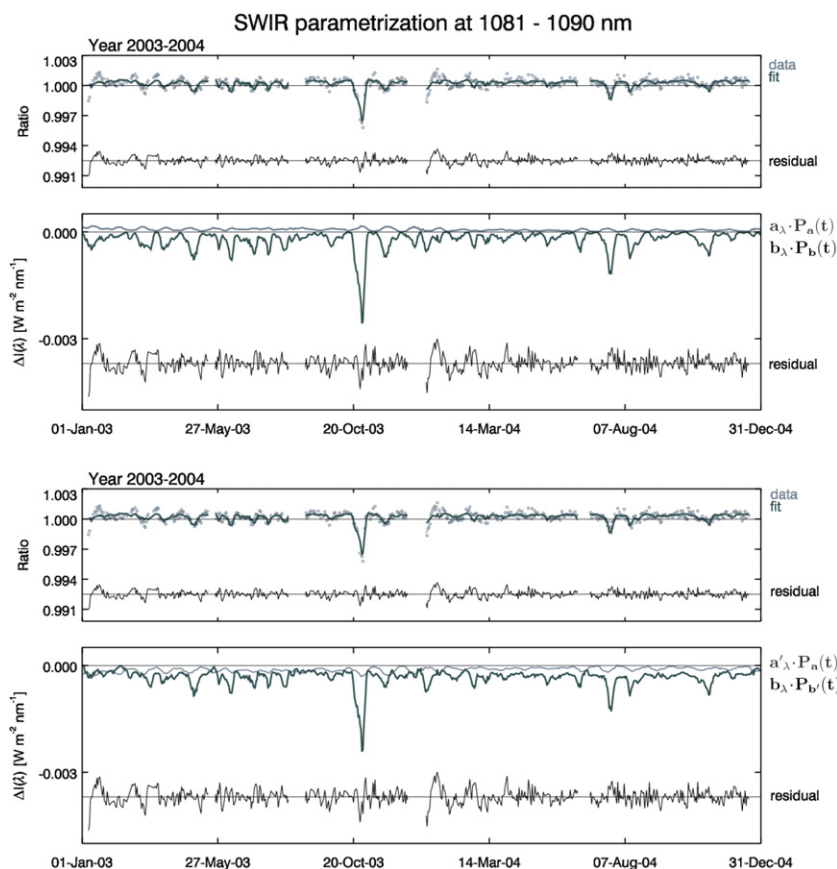 SWIR parametrization at 1081 - 1090 nm
Year 2003-2004
1.003
1.000
0.997
0.994
0.991
Ratio
data
fit
residual
0.000
-0.003
ΔI(λ) [W m⁻² nm⁻¹]
a_λ·P_a(t)
b_λ·P_b(t)
residual
01-Jan-03 27-May-03 20-Oct-03 14-Mar-04 07-Aug-04 31-Dec-04
Year 2003-2004
1.003
1.000
0.997
0.994
0.991
Ratio
data
fit
residual
0.000
-0.003
ΔI(λ) [W m⁻² nm⁻¹]
a'_λ·P_a(t)
b_λ·P_b'(t)
residual
01-Jan-03 27-May-03 20-Oct-03 14-Mar-04 07-Aug-04 31-Dec-04